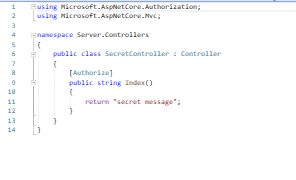 1 using Microsoft.AspNetCore.Authorization;
2 using Microsoft.AspNetCore.Mvc;
3
4 namespace Server.Controllers
5 {
6 public class SecretController : Controller
7 {
8 [Authorize]
9 public string Index()
10 {
11 return "secret message";
12 }
13 }
14 }